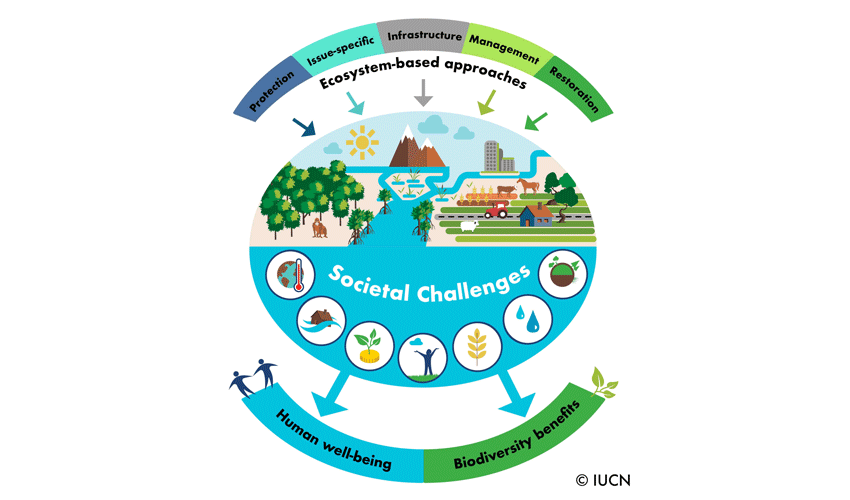 Protection
Issue-specific
Infrastructure
Management
Restoration
Ecosystem-based approaches
Societal Challenges
Human well-being
Biodiversity benefits
© IUCN